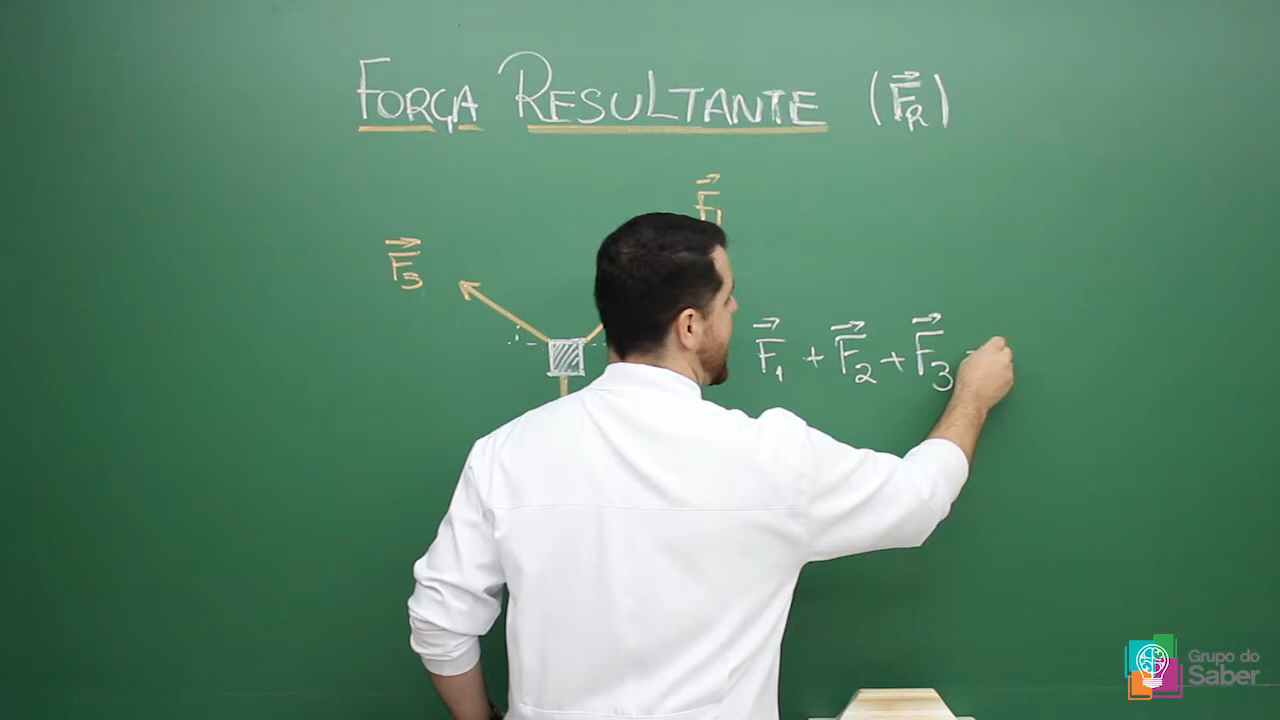 FORÇA RESULTANTE (F⃗R)
F⃗1
F⃗3
F⃗1 + F⃗2 + F⃗3
Grupo do
Saber